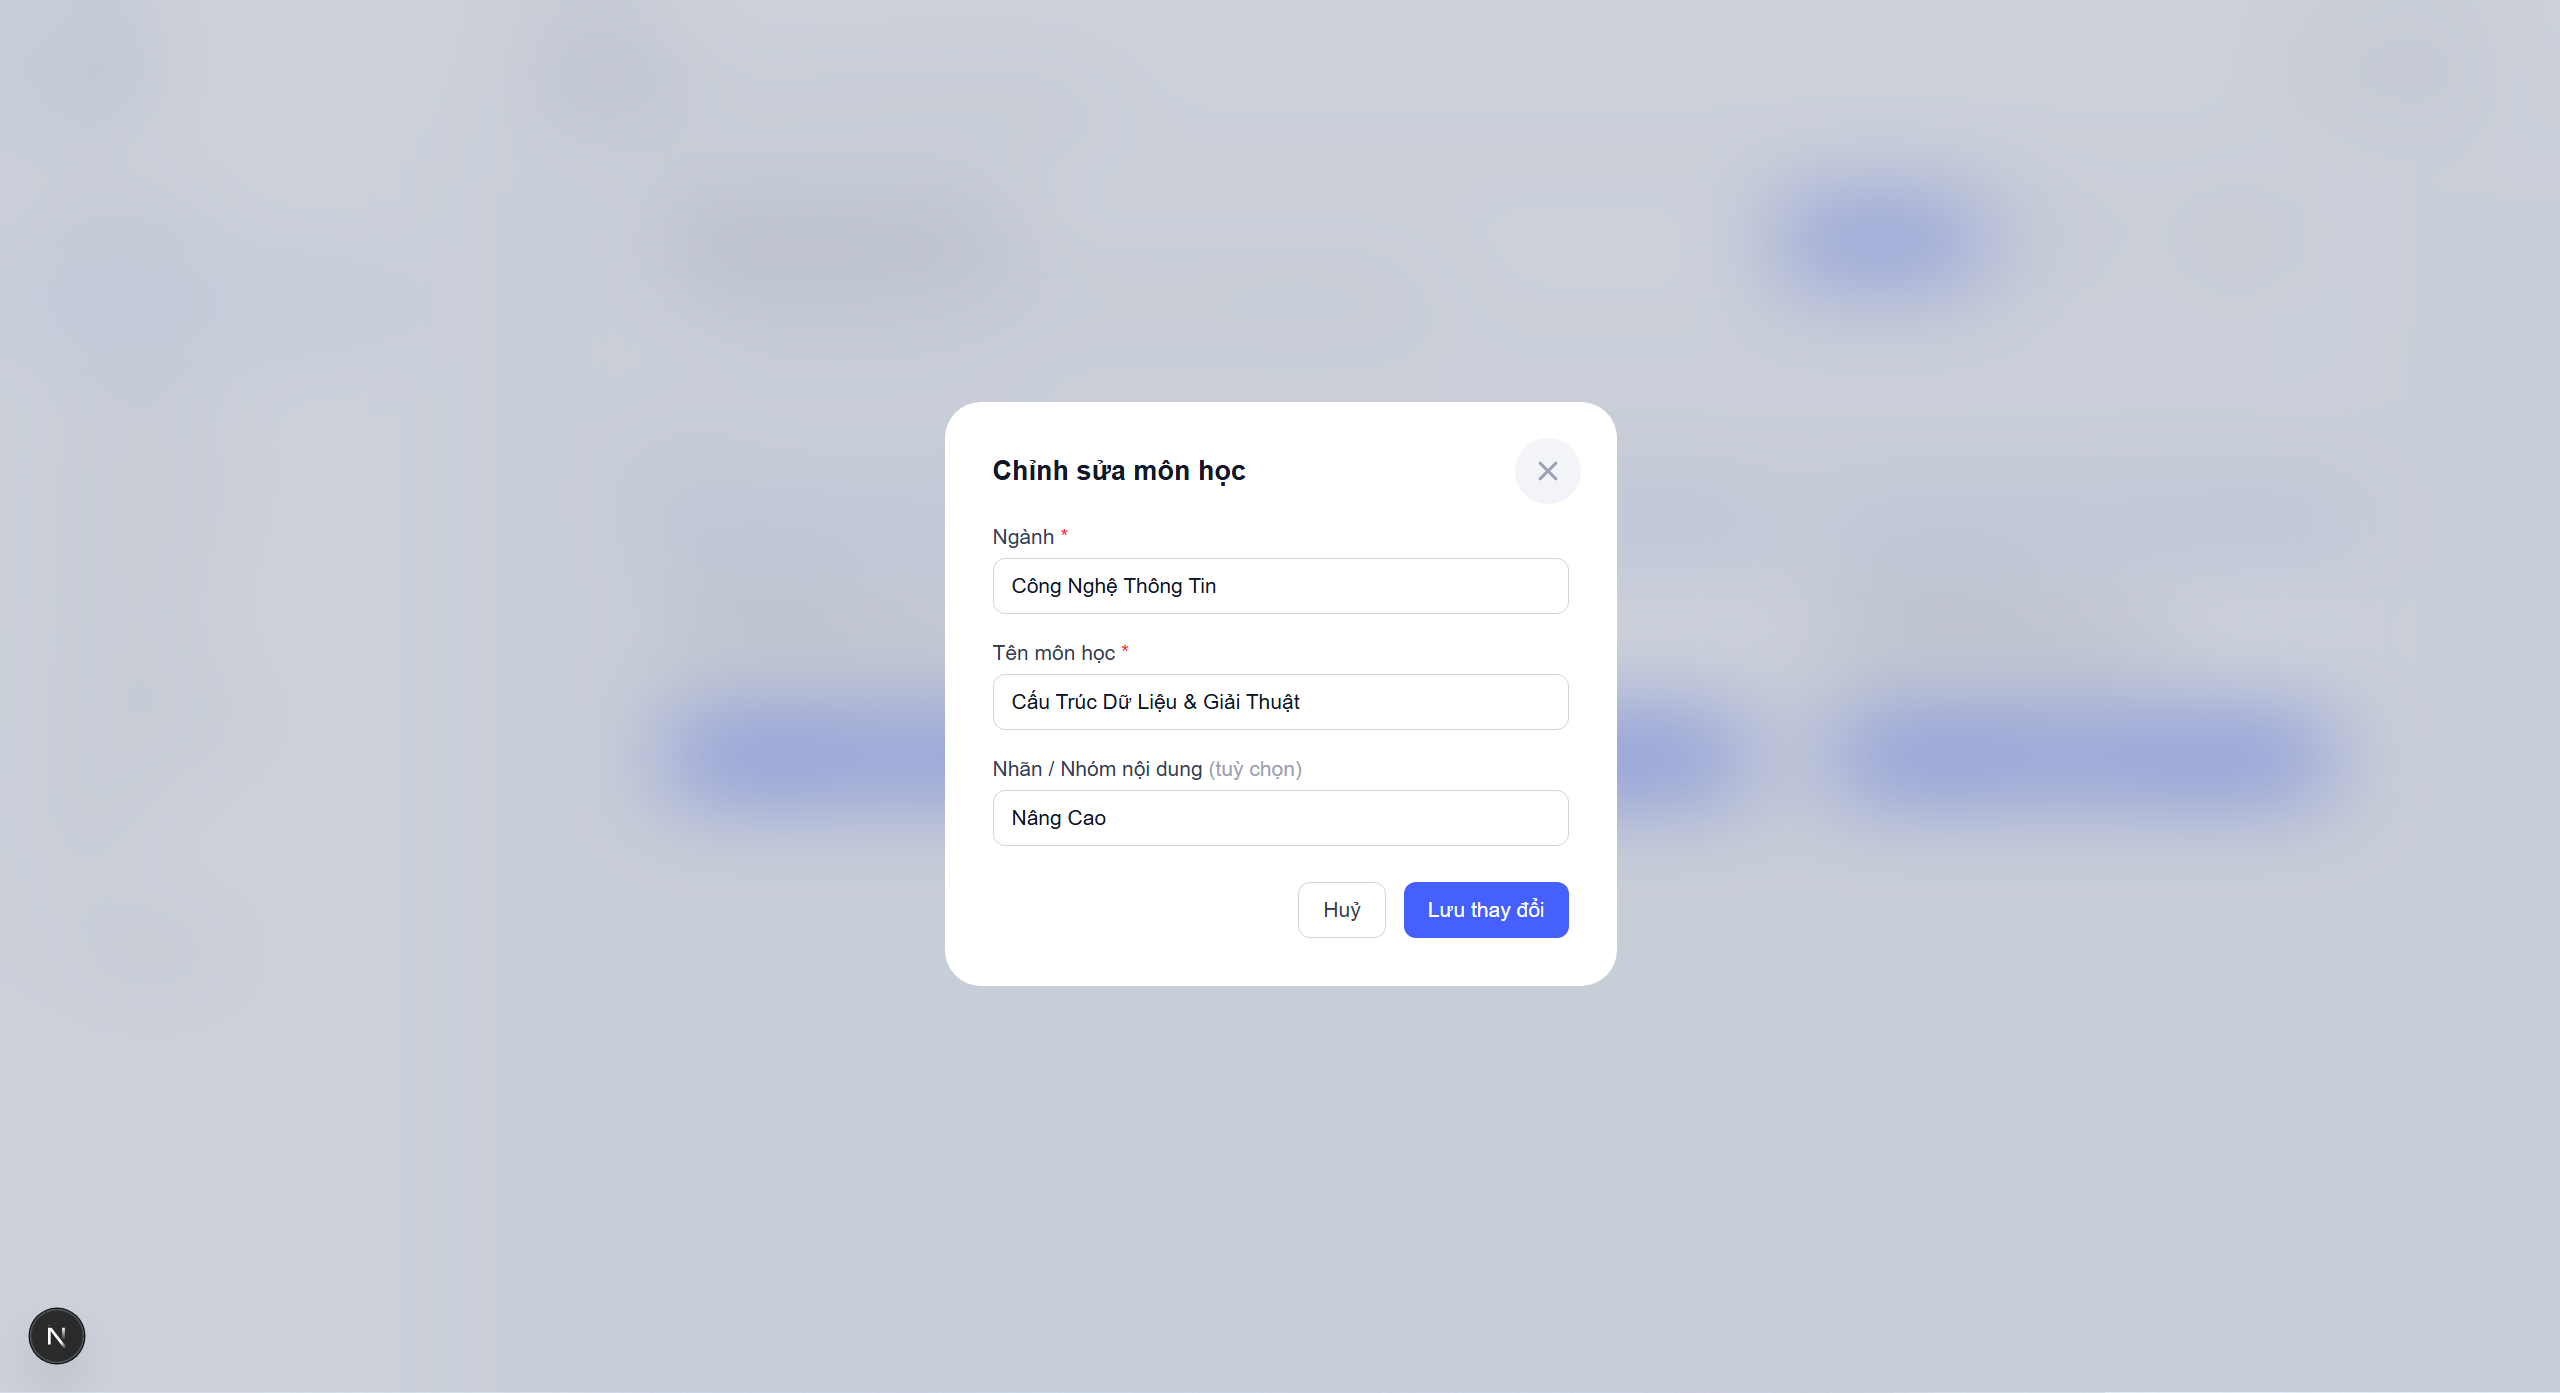 Chỉnh sửa môn học
Ngành *
Công Nghệ Thông Tin
Tên môn học *
Cấu Trúc Dữ Liệu & Giải Thuật
Nhãn / Nhóm nội dung (tuỳ chọn)
Nâng Cao
Huỷ
Lưu thay đổi
N